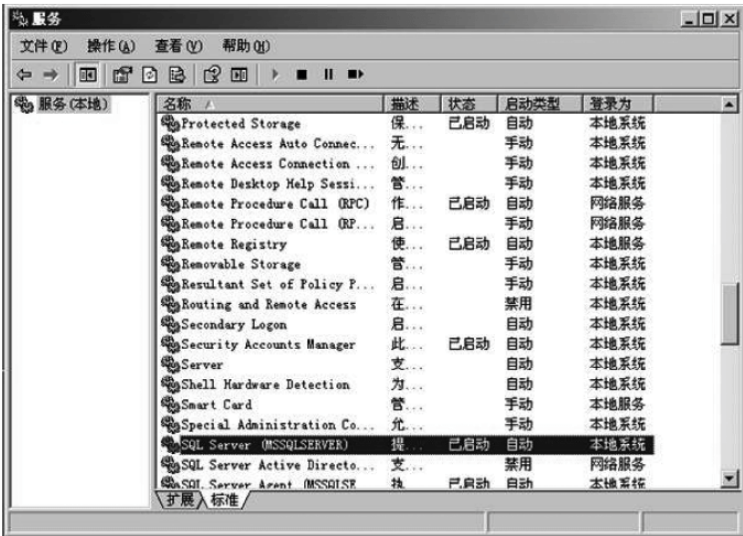 服务
文件(F) 操作(A) 查看(V) 帮助(H)
服务(本地)
名称 描述 状态 启动类型 登录为
Protected Storage 保... 已启动 自动 本地系统
Remote Access Auto Connec... 无... 手动 本地系统
Remote Access Connection ... 创... 手动 本地系统
Remote Desktop Help Sessi... 管... 手动 本地系统
Remote Procedure Call (RPC) 作... 已启动 自动 网络服务
Remote Procedure Call (RP... 启... 手动 网络服务
Remote Registry 使... 已启动 自动 本地服务
Removable Storage 管... 手动 本地系统
Resultant Set of Policy P... 启... 手动 本地系统
Routing and Remote Access 在... 禁用 本地系统
Secondary Logon 启... 自动 本地系统
Security Accounts Manager 此... 已启动 自动 本地系统
Server 支... 自动 本地系统
Shell Hardware Detection 为... 自动 本地系统
Smart Card 管... 手动 本地服务
Special Administration Co... 允... 手动 本地系统
SQL Server (MSSQLSERVER) 提... 已启动 自动 本地系统
SQL Server Active Directo... 支... 禁用 网络服务
SQL Server Agent (MSSQLSE 执... 已启动 自动 本地系统
扩展 标准